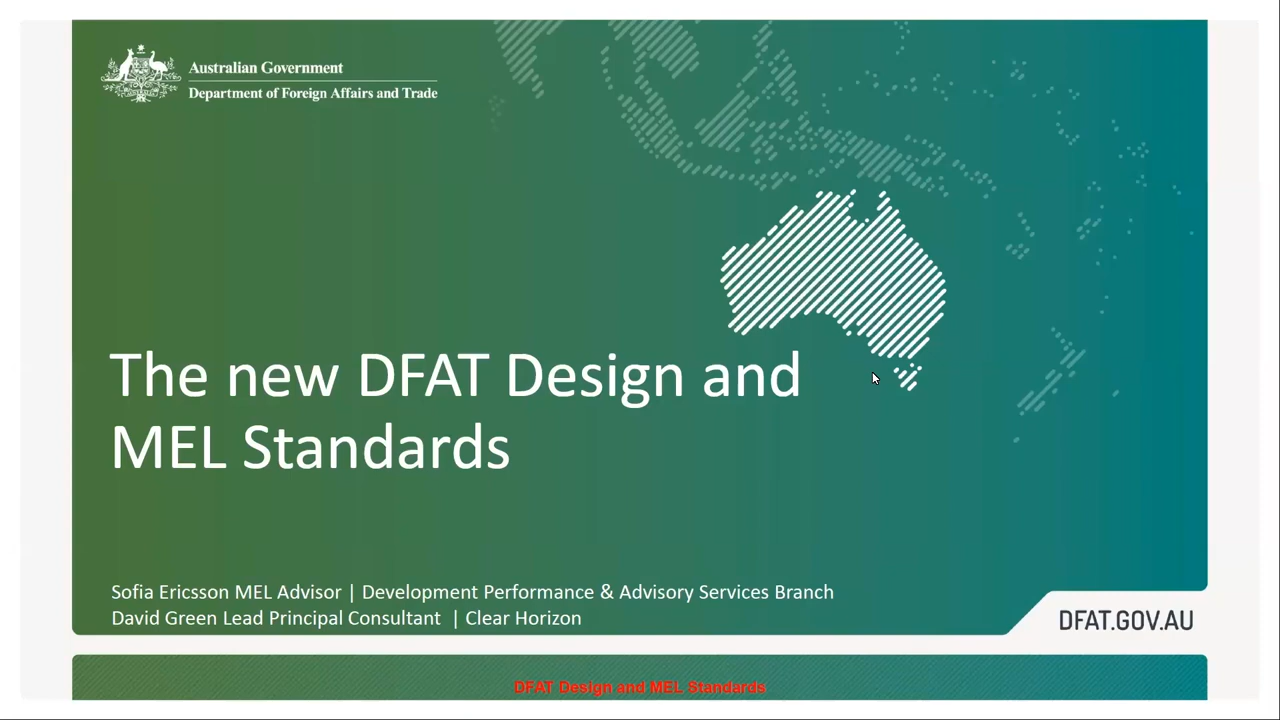 Australian Government
Department of Foreign Affairs and Trade
The new DFAT Design and
MEL Standards
Sofia Ericsson MEL Advisor | Development Performance & Advisory Services Branch
David Green Lead Principal Consultant | Clear Horizon
DFAT.GOV.AU
DFAT Design and MEL Standards